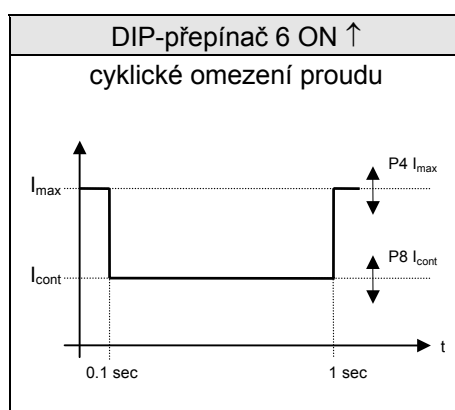 DIP-přepínač 6 ON ↑
cyklické omezení proudu
P4 Imax
Imax
P8 Icont
Icont
t
0.1 sec 1 sec